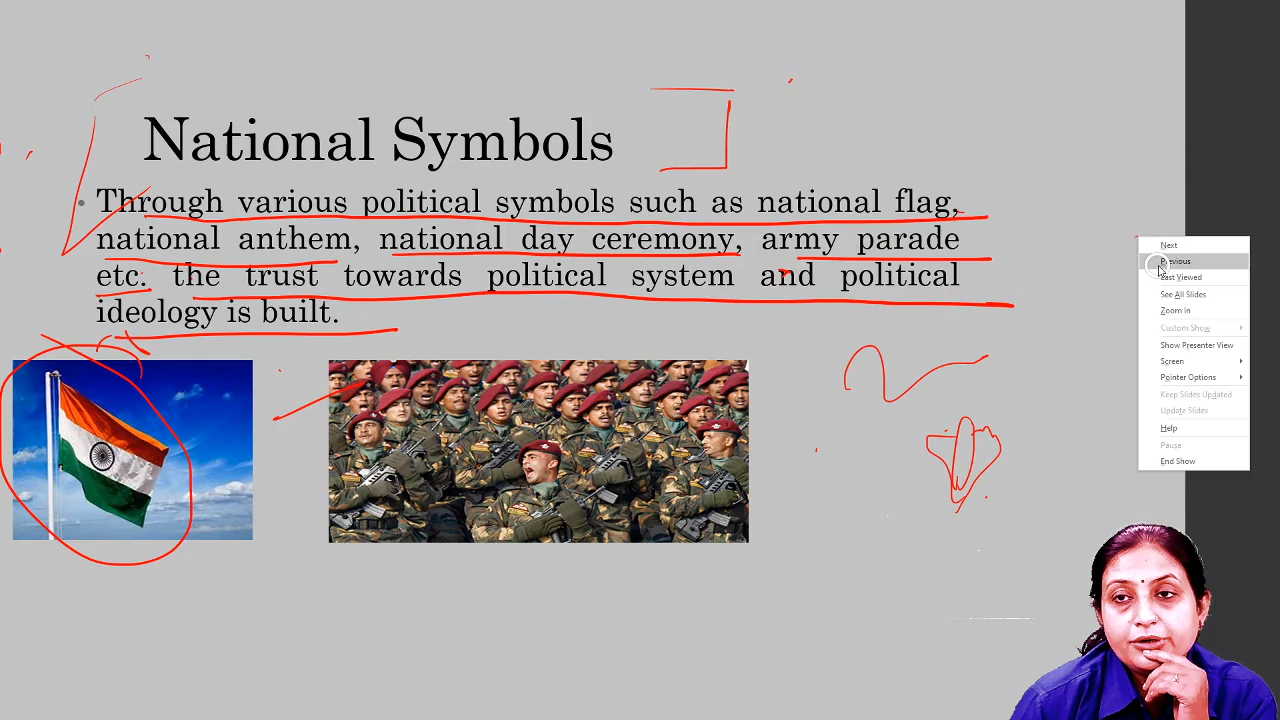 National Symbols
• Through various political symbols such as national flag,
national anthem, national day ceremony, army parade
etc. the trust towards political system and political
ideology is built.
Next
Previous
Last Viewed
See All Slides
Zoom In
Custom Show
Show Presenter View
Screen
Pointer Options
Keep Slides Updated
Update Slides
Help
Pause
End Show